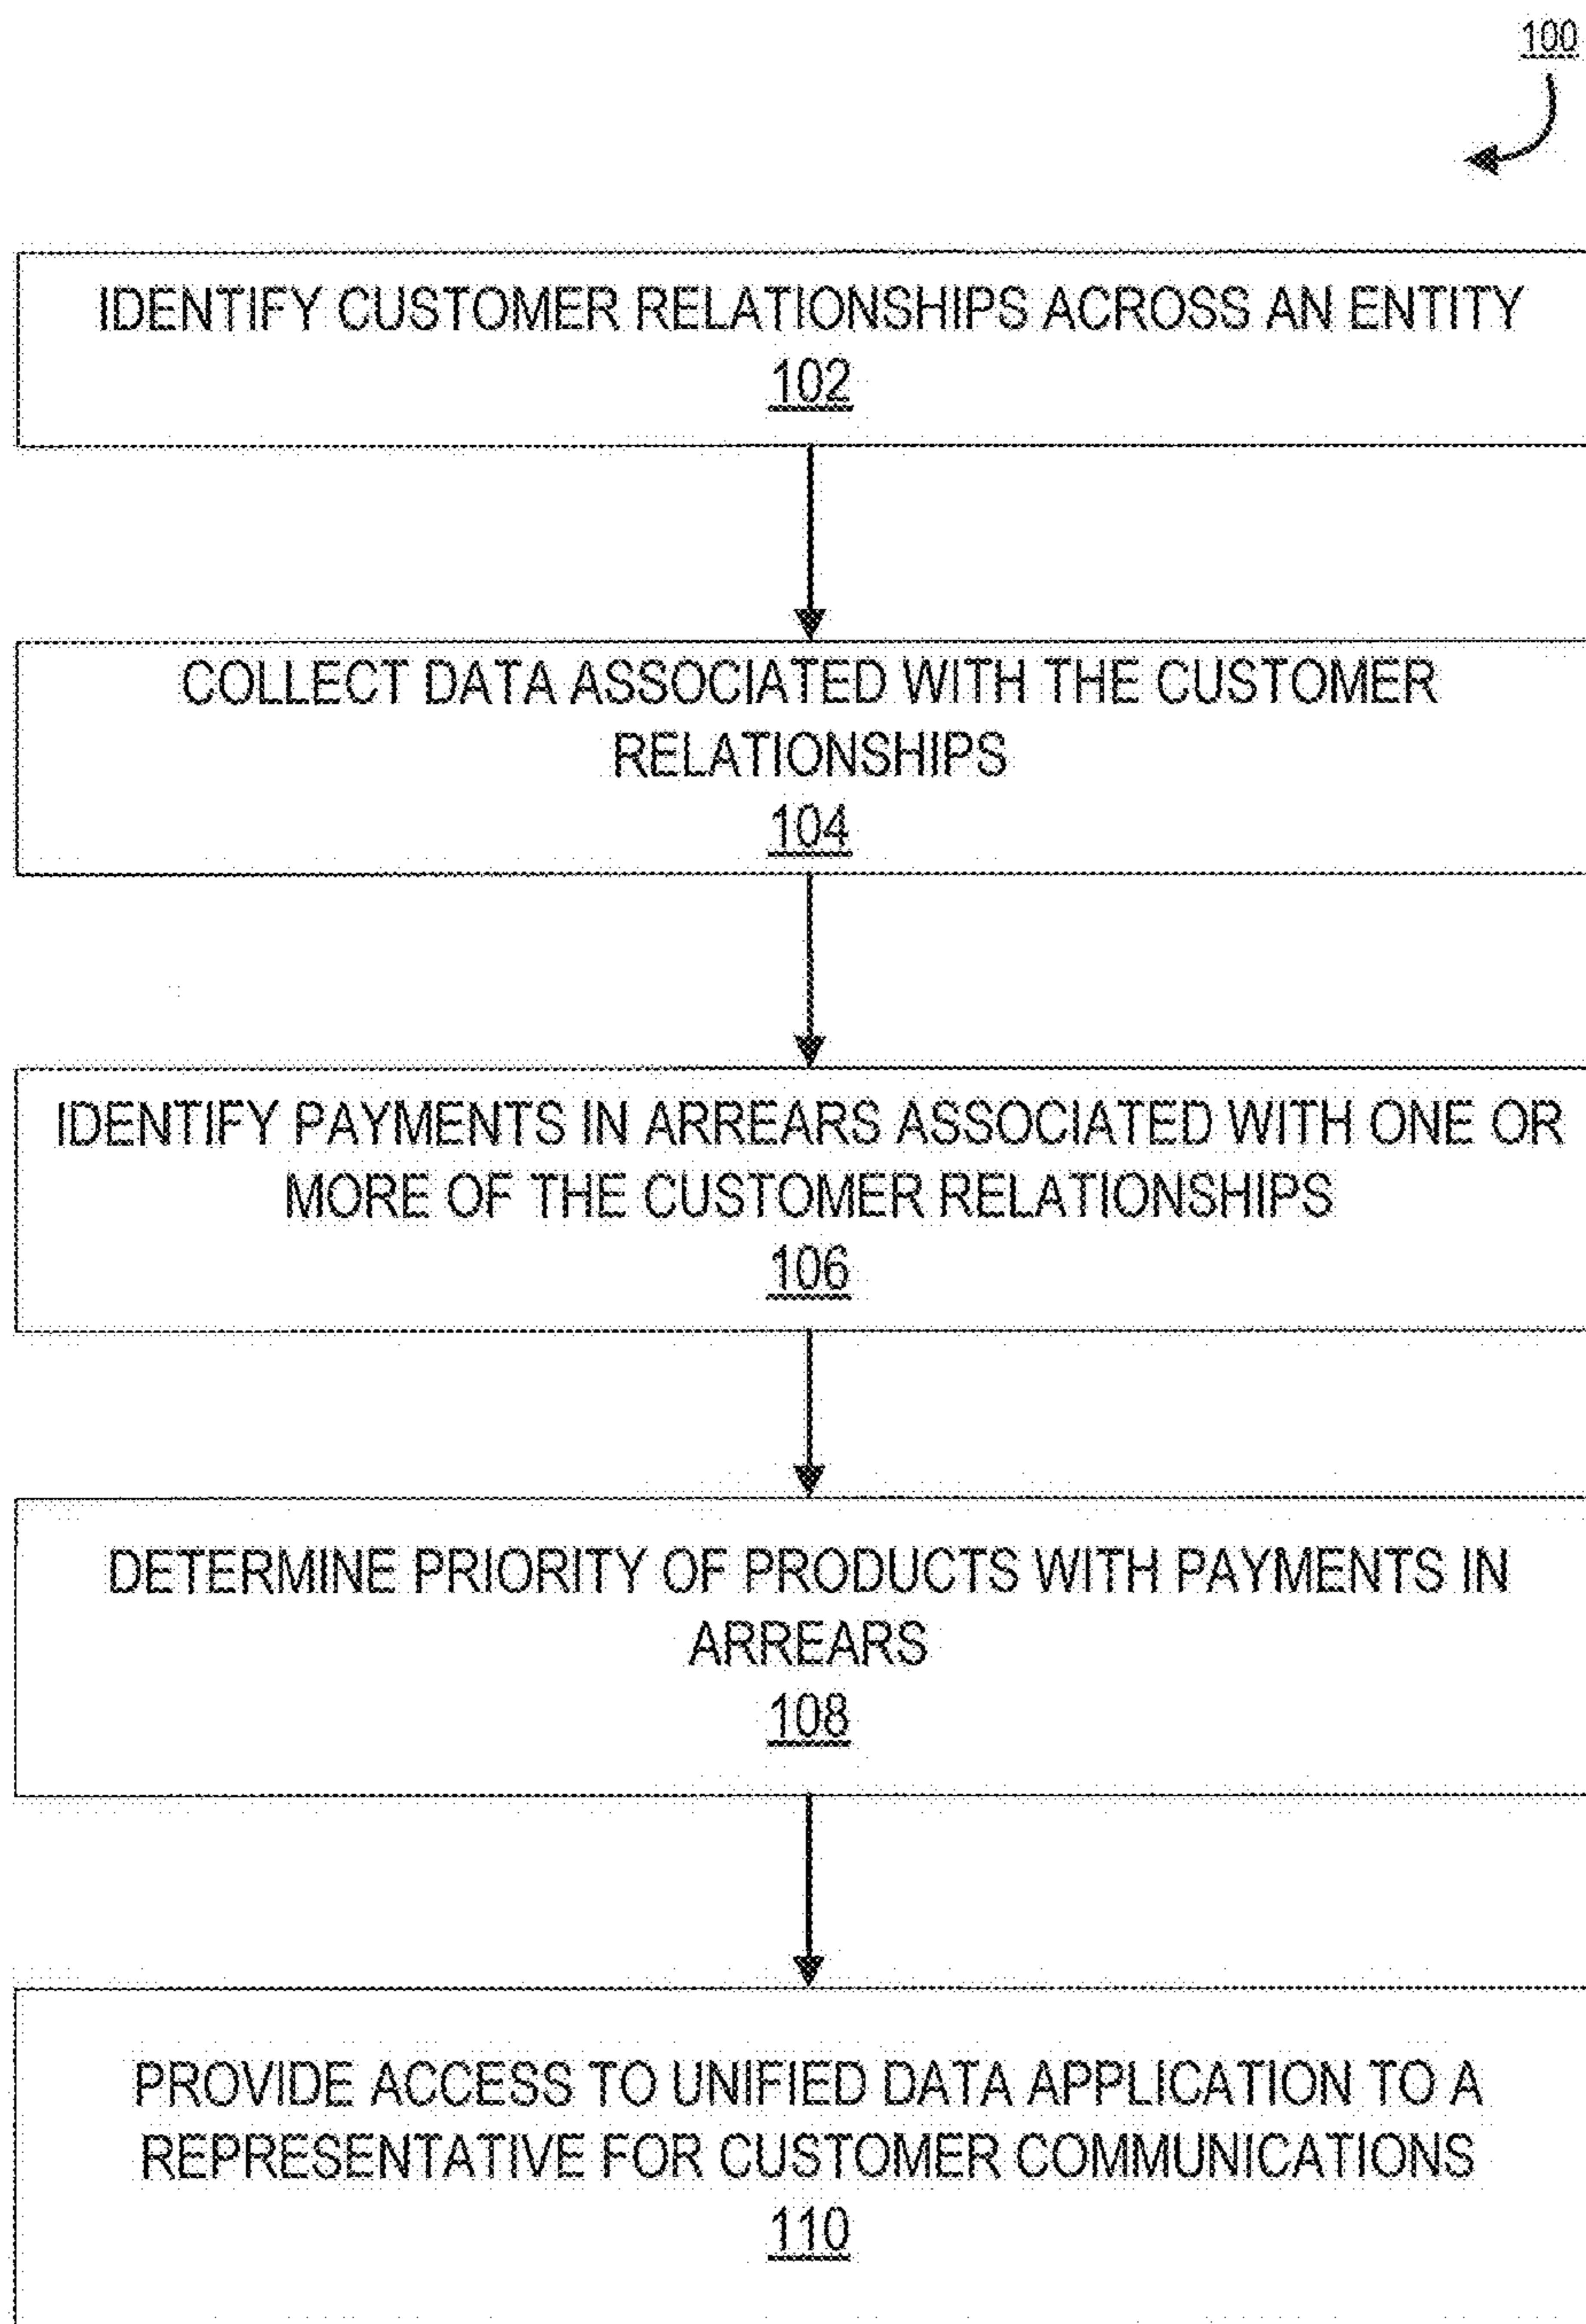 100
IDENTIFY CUSTOMER RELATIONSHIPS ACROSS AN ENTITY
102
COLLECT DATA ASSOCIATED WITH THE CUSTOMER
RELATIONSHIPS
104
IDENTIFY PAYMENTS IN ARREARS ASSOCIATED WITH ONE OR
MORE OF THE CUSTOMER RELATIONSHIPS
106
DETERMINE PRIORITY OF PRODUCTS WITH PAYMENTS IN
ARREARS
108
PROVIDE ACCESS TO UNIFIED DATA APPLICATION TO A
REPRESENTATIVE FOR CUSTOMER COMMUNICATIONS
110